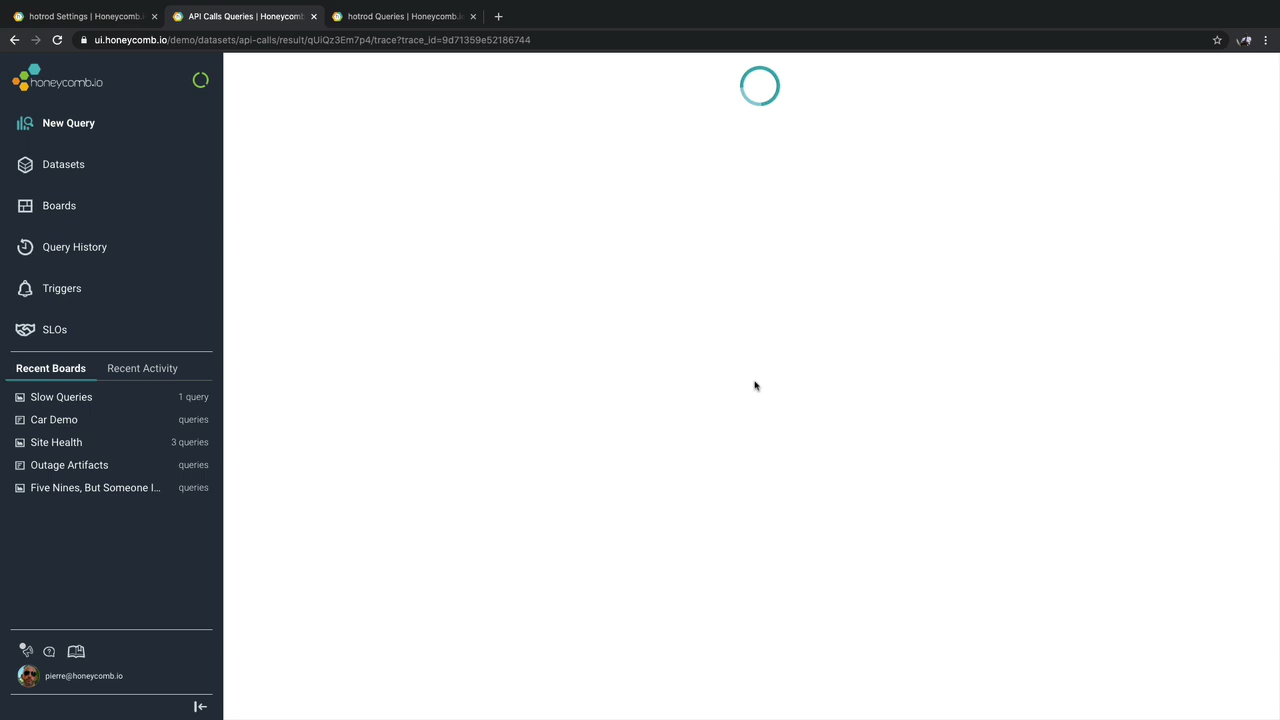 hotrod Settings | Honeycomb.
API Calls Queries | Honeycomb
hotrod Queries | Honeycomb.io
ui.honeycomb.io/demo/datasets/api-calls/result/qUiQz3Em7p4/trace?trace_id=9d71359e52186744
honeycomb.io
New Query
Datasets
Boards
Query History
Triggers
SLOs
Recent Boards Recent Activity
Slow Queries 1 query
Car Demo queries
Site Health 3 queries
Outage Artifacts queries
Five Nines, But Someone I... queries
pierre@honeycomb.io